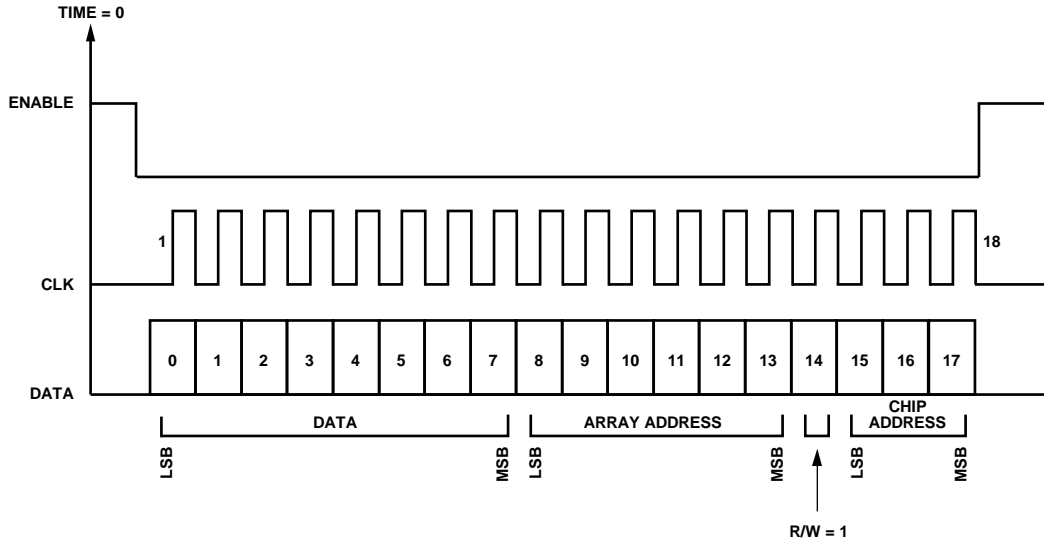 TIME = 0
ENABLE
1
18
CLK
0 1 2 3 4 5 6 7 8 9 10 11 12 13 14 15 16 17
DATA
DATA
ARRAY ADDRESS
CHIP
ADDRESS
LSB
MSB
LSB
MSB
LSB
MSB
R/W = 1